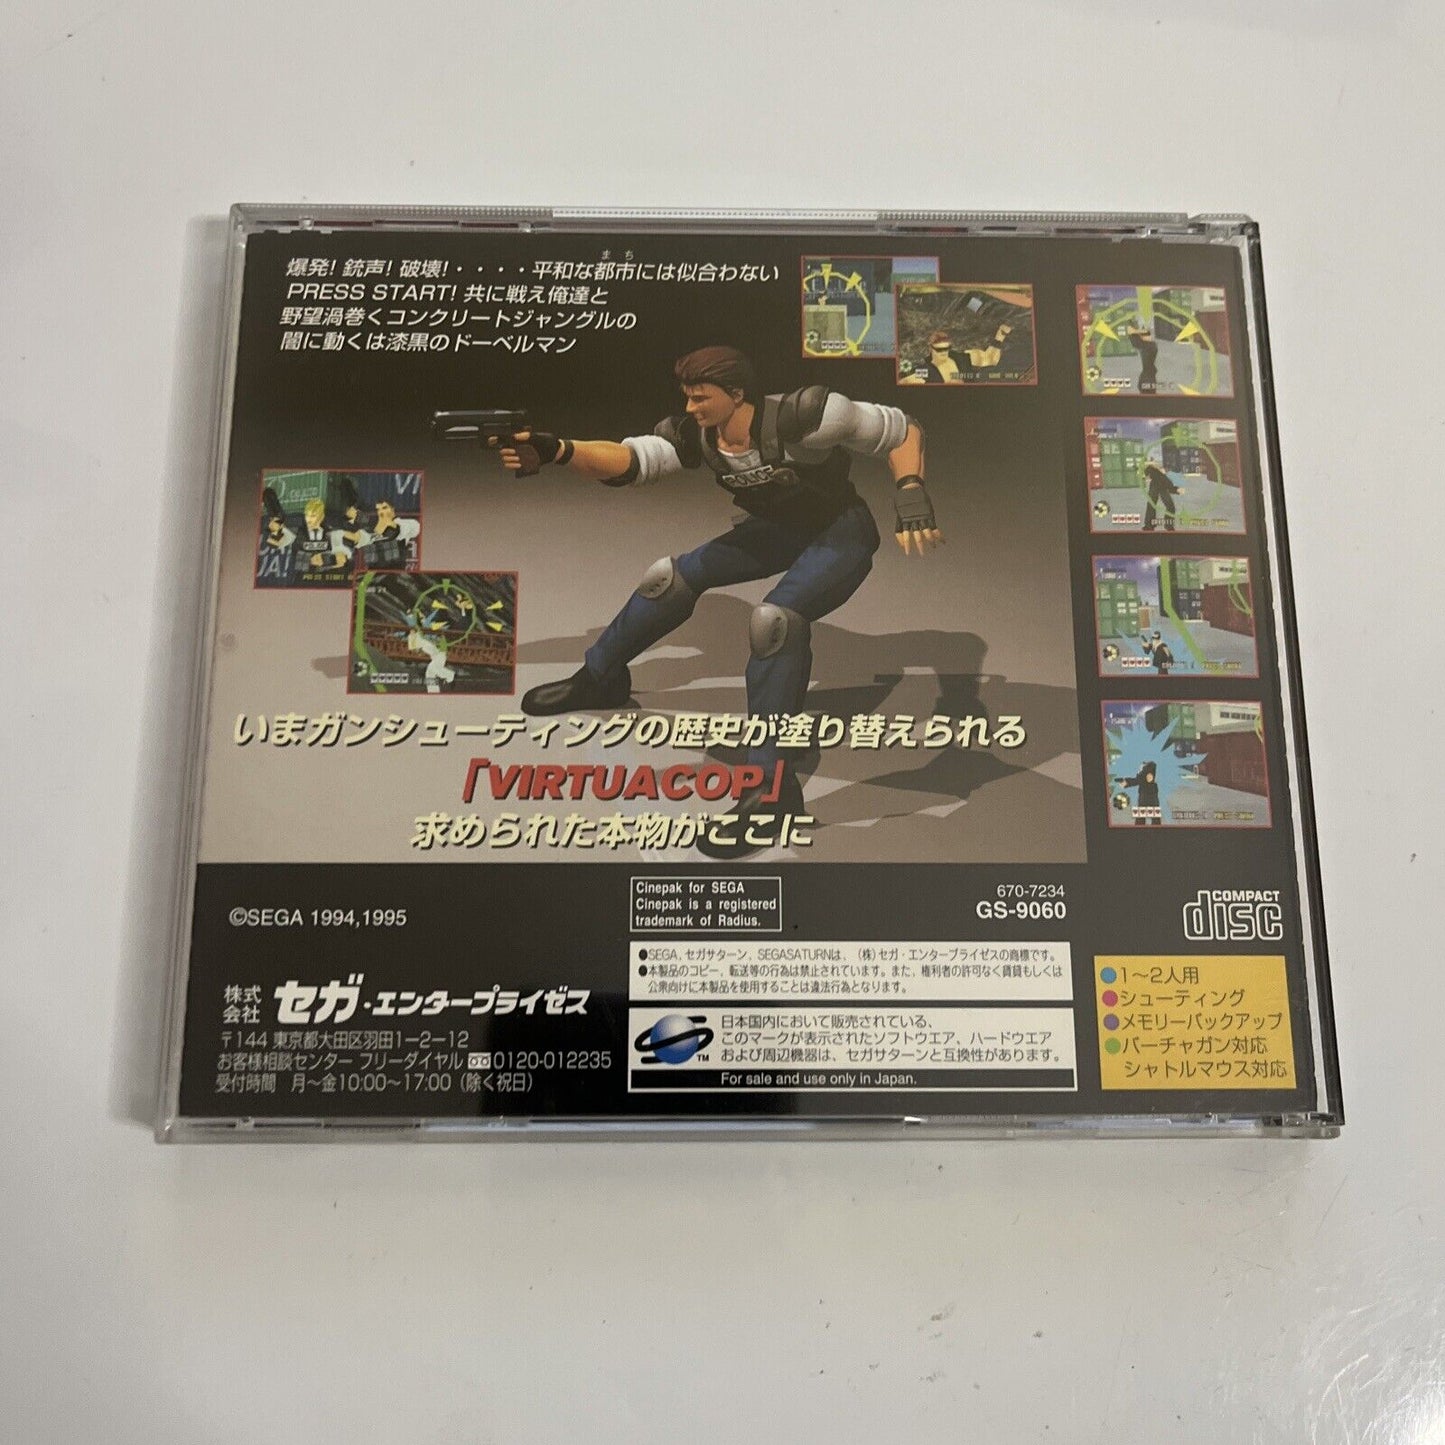 爆発! 銃声! 破壊!・・・・平和な都市には似合わない
まち
PRESS START! 共に戦え俺達と
野望渦巻くコンクリートジャングルの
闇に動くは漆黒のドーベルマン
POLICE
いまガンシューティングの歴史が塗り替えられる
「VIRTUACOP」
求められた本物がここに
©SEGA 1994,1995
Cinepak for SEGA
Cinepak is a registered
trademark of Radius.
670-7234
GS-9060
COMPACT
disc
株式会社 セガ・エンタープライゼス
〒144 東京都大田区羽田1-2-12
お客様相談センター フリーダイヤル 0120-012235
受付時間 月〜金10:00〜17:00（除く祝日）
●SEGA, セガサターン, SEGASATURNは、（株）セガ・エンタープライゼスの商標です。
●本製品のコピー、転送等の行為は禁止されています。また、権利者の許可なく賃貸もしくは
公衆向けに本製品を使用することは違法行為となります。
日本国内において販売されている、
このマークが表示されたソフトウエア、ハードウエア
および周辺機器は、セガサターンと互換性があります。
TM
For sale and use only in Japan.
●1〜2人用
●シューティング
●メモリーバックアップ
●バーチャガン対応
シャトルマウス対応